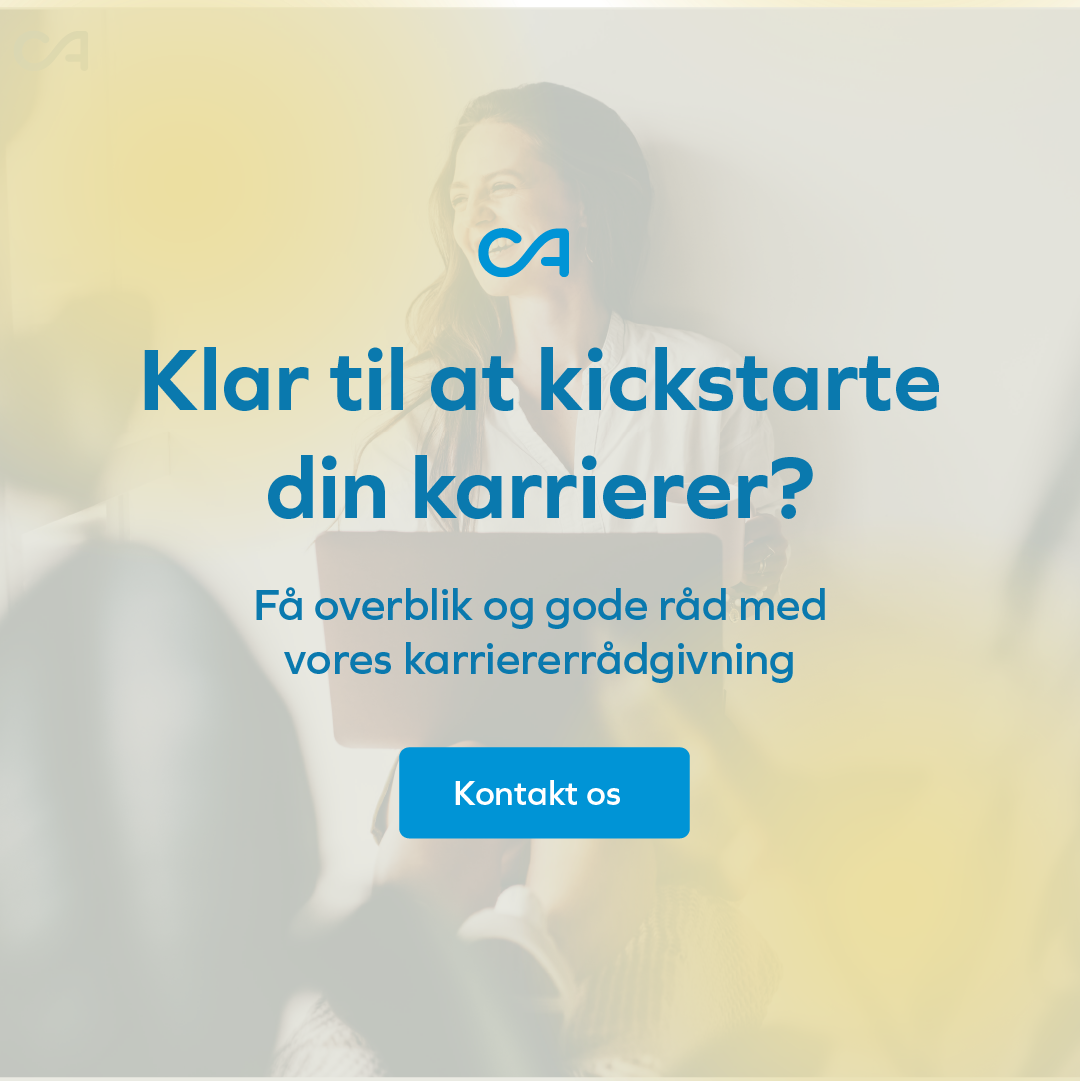 CA
CA
Klar til at kickstarte
din karrierer?
Få overblik og gode råd med
vores karriererrådgivning
Kontakt os